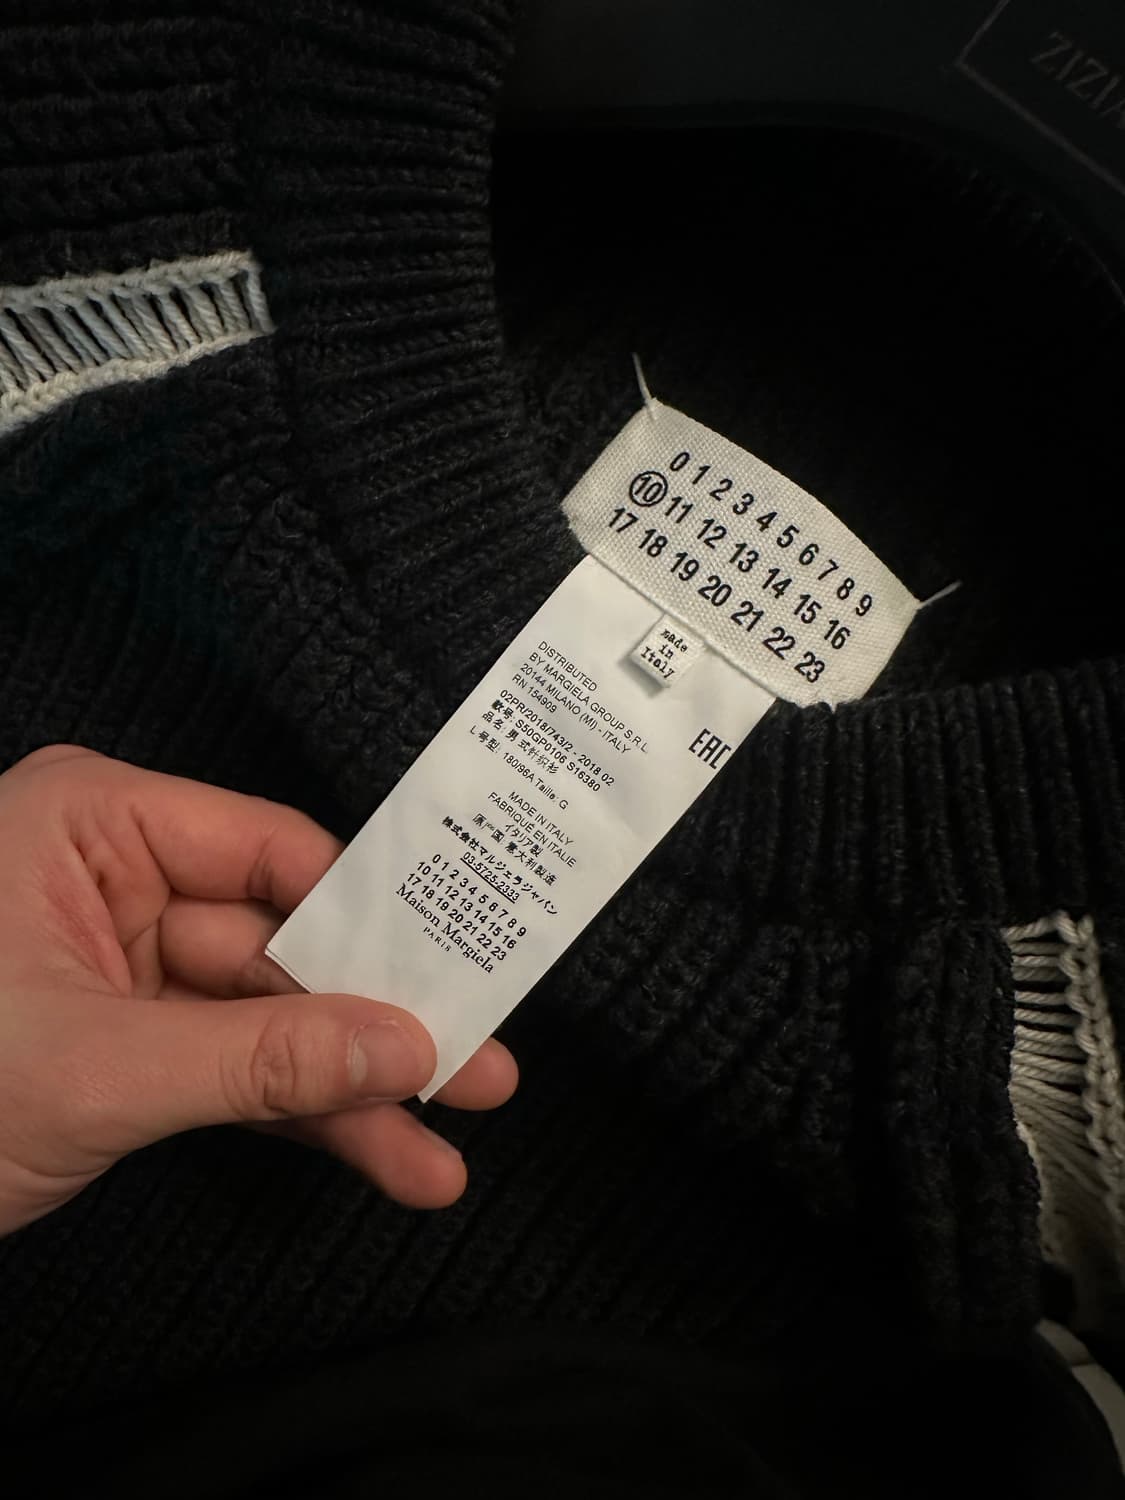 0 1 2 3 4 5 6 7 8 9
10 11 12 13 14 15 16
17 18 19 20 21 22 23
made
in
Italy
DISTRIBUTED
BY MARGIELA GROUP S.R.L
20144 MILANO (MI) - ITALY
RN 154909
EAC
02PR/2018/743/2 - 2018 02
款号: S50GP0106 S16380
品名: 男 式针织衫
L 号型: 180/96A Taille: G
MADE IN ITALY
FABRIQUÉ EN ITALIE
イタリア製
原产国 意大利製造
株式会社マルジェラジャパン
03-5725-2333
0 1 2 3 4 5 6 7 8 9
10 11 12 13 14 15 16
17 18 19 20 21 22 23
Maison Margiela
PARIS